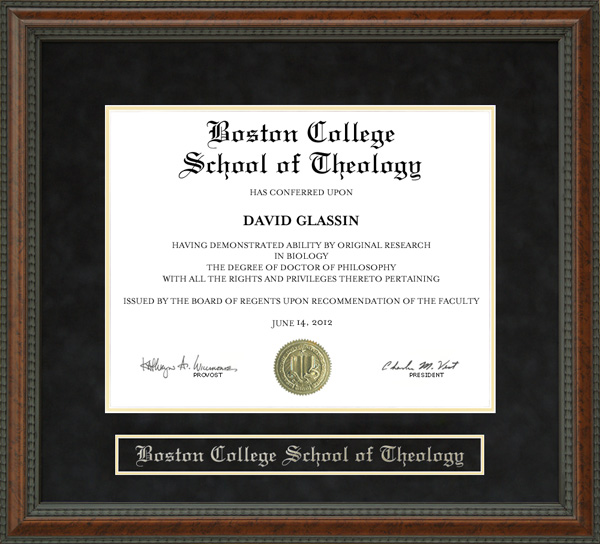 Boston College
School of Theology
HAS CONFERRED UPON
DAVID GLASSIN
HAVING DEMONSTRATED ABILITY BY ORIGINAL RESEARCH
IN BIOLOGY
THE DEGREE OF DOCTOR OF PHILOSOPHY
WITH ALL THE RIGHTS AND PRIVILEGES THERETO PERTAINING
ISSUED BY THE BOARD OF REGENTS UPON RECOMMENDATION OF THE FACULTY
JUNE 14, 2012
PROVOST
Charles M. Vest
PRESIDENT
Boston College School of Theology